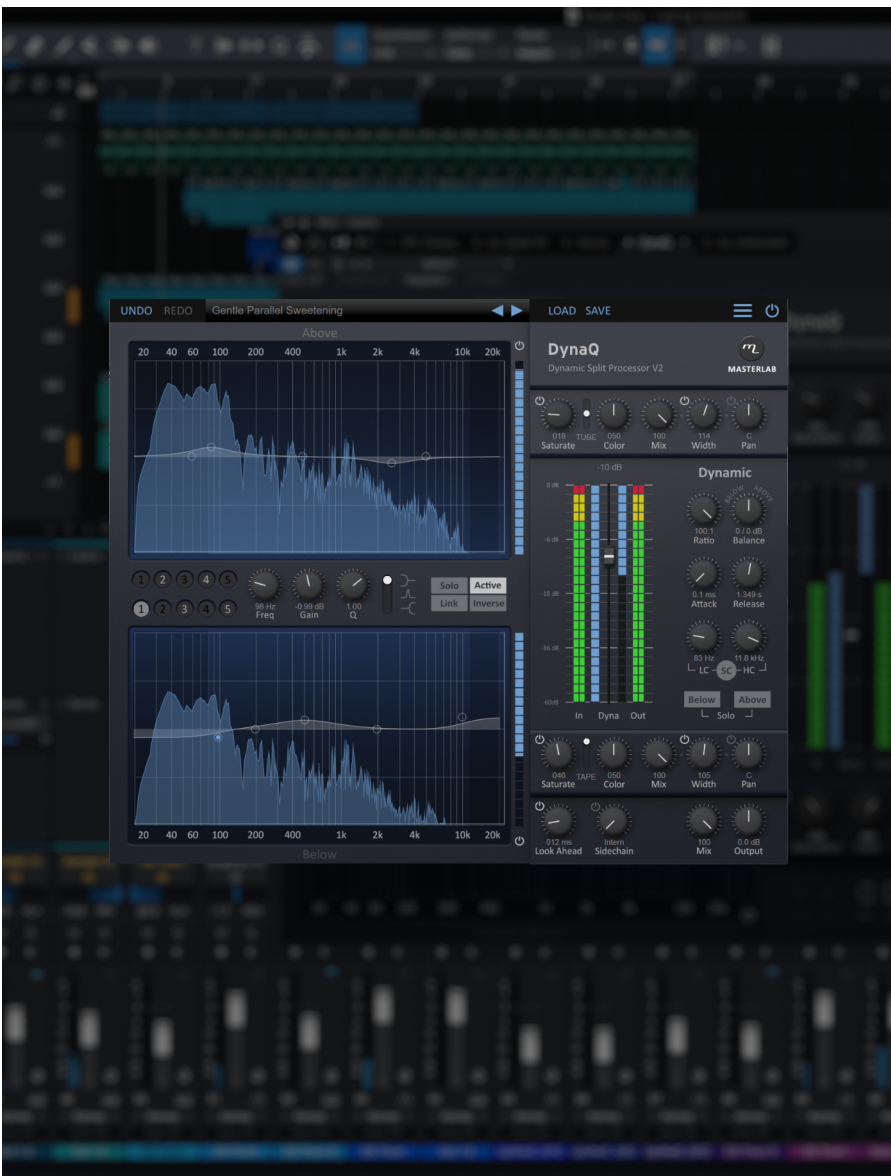 UNDO REDO Gentle Parallel Sweetening
LOAD SAVE
Above
20 40 60 100 200 400 1k 2k 4k 10k 20k
1 2 3 4 5
1 2 3 4 5
98 Hz
Freq
-0.99 dB
Gain
1.00
Q
Solo Active
Link Inverse
20 40 60 100 200 400 1k 2k 4k 10k 20k
Below
DynaQ
Dynamic Split Processor V2
MASTERLAB
018 TUBE 050 100 114 C
Saturate Color Mix Width Pan
-10 dB
0 dB
-6 dB
-10 dB
-36 dB
-60dB
In Dyna Out
Dynamic
BELOW ABOVE
100:1 0 / 0 dB
Ratio Balance
0.1 ms 1.349 s
Attack Release
83 Hz 11.8 kHz
LC SC HC
Below Above
Solo
046 TAPE 050 100 105 C
Saturate Color Mix Width Pan
012 ms Intern 100 0.0 dB
Look Ahead Sidechain Mix Output